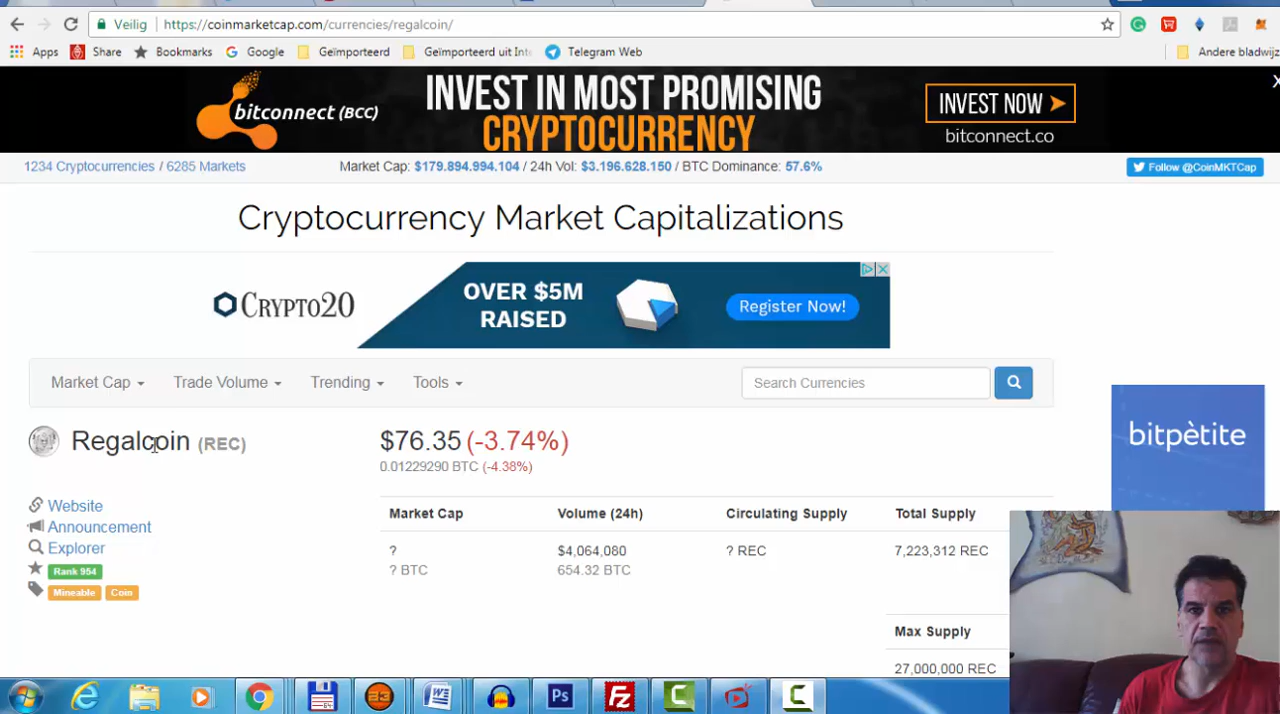 Veilig
https://coinmarketcap.com/currencies/regalcoin/
Apps Share Bookmarks Google Geïmporteerd Geïmporteerd uit Inte Telegram Web Andere bladwijz
bitconnect (BCC)
INVEST IN MOST PROMISING
CRYPTOCURRENCY
INVEST NOW
bitconnect.co
X
1234 Cryptocurrencies / 6285 Markets Market Cap: $179.894.994.104 / 24h Vol: $3.196.628.150 / BTC Dominance: 57.6% Follow @CoinMKTCap
Cryptocurrency Market Capitalizations
CRYPTO20
OVER $5M
RAISED
Register Now!
Market Cap Trade Volume Trending Tools Search Currencies
bitpètite
Regalcoin (REC) $76.35 (-3.74%)
0.01229290 BTC (-4.38%)
Website
Announcement
Explorer
Rank 954
Mineable Coin
Market Cap Volume (24h) Circulating Supply Total Supply
? $4,064,080 ? REC 7,223,312 REC
? BTC 654.32 BTC
Max Supply
27,000,000 REC
W Ps Fz C C